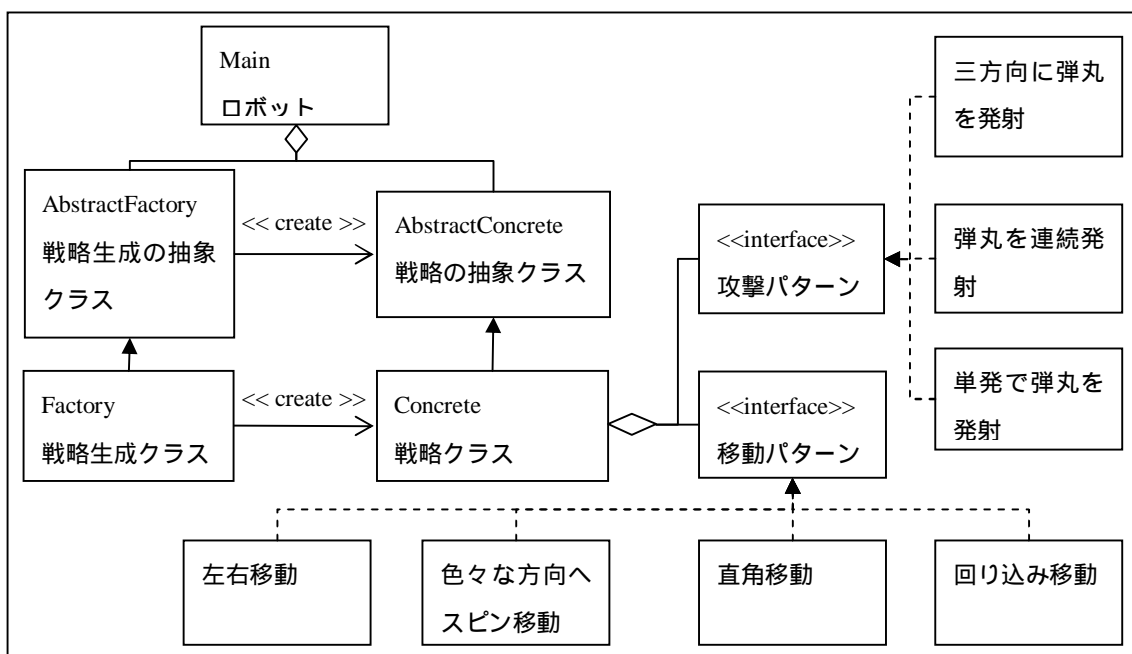 Main
ロボット
三方向に弾丸
を発射
AbstractFactory
戦略生成の抽象
クラス
<< create >>
AbstractConcrete
戦略の抽象クラス
<<interface>>
攻撃パターン
弾丸を連続発
射
Factory
戦略生成クラス
<< create >>
Concrete
戦略クラス
<<interface>>
移動パターン
単発で弾丸を
発射
左右移動
色々な方向へ
スピン移動
直角移動
回り込み移動